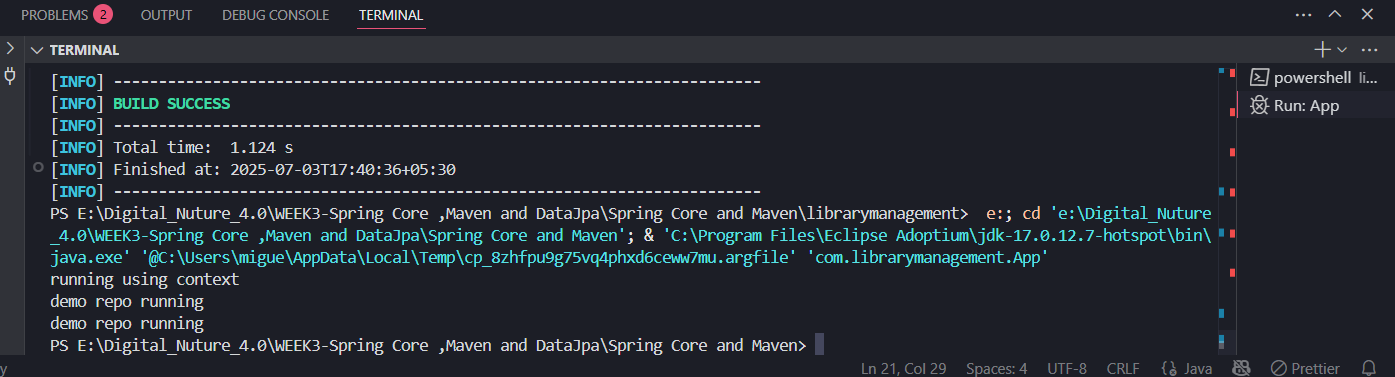 PROBLEMS 2 OUTPUT DEBUG CONSOLE TERMINAL
TERMINAL
[INFO] ------------------------------------------------------------------------
[INFO] BUILD SUCCESS
[INFO] ------------------------------------------------------------------------
[INFO] Total time:  1.124 s
[INFO] Finished at: 2025-07-03T17:40:36+05:30
[INFO] ------------------------------------------------------------------------
PS E:\Digital_Nuture_4.0\WEEK3-Spring Core ,Maven and DataJpa\Spring Core and Maven\librarymanagement>  e:; cd 'e:\Digital_Nuture
_4.0\WEEK3-Spring Core ,Maven and DataJpa\Spring Core and Maven'; & 'C:\Program Files\Eclipse Adoptium\jdk-17.0.12.7-hotspot\bin\
java.exe' '@C:\Users\migue\AppData\Local\Temp\cp_8zhfpu9g75vq4phxd6ceww7mu.argfile' 'com.librarymanagement.App'
running using context
demo repo running
demo repo running
PS E:\Digital_Nuture_4.0\WEEK3-Spring Core ,Maven and DataJpa\Spring Core and Maven>
powershell li...
Run: App
y Ln 21, Col 29 Spaces: 4 UTF-8 CRLF {} Java Prettier